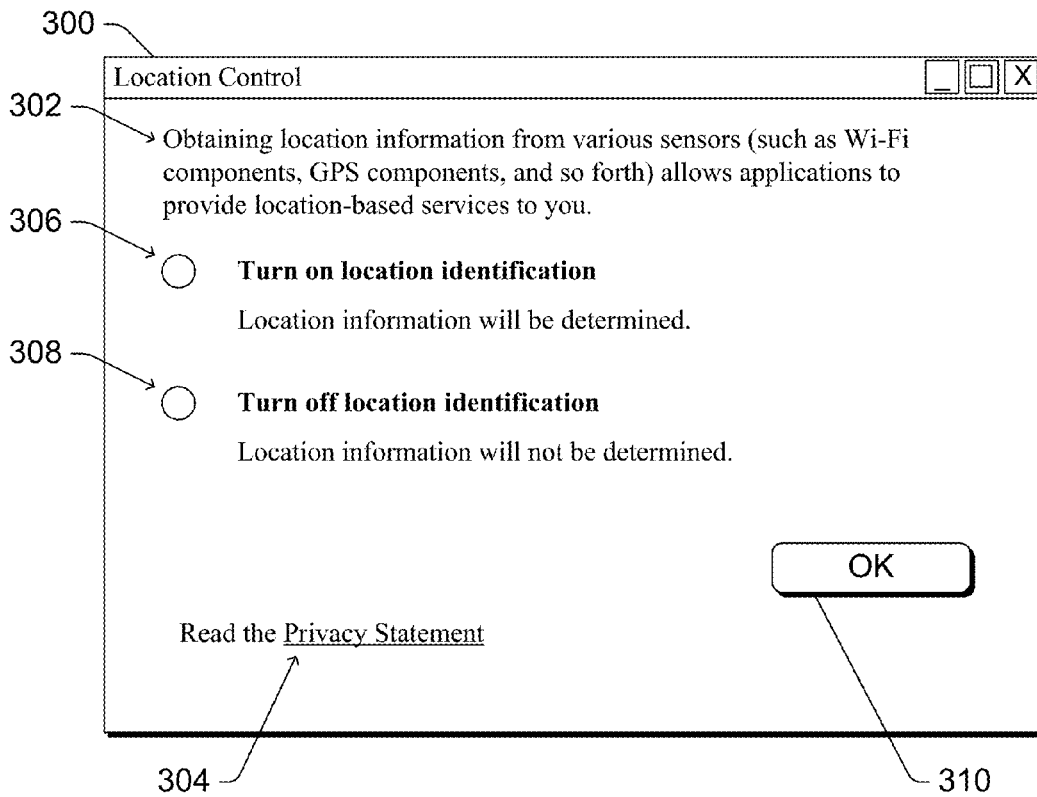 300
Location Control _ X
302
Obtaining location information from various sensors (such as Wi-Fi
components, GPS components, and so forth) allows applications to
provide location-based services to you.
306
Turn on location identification
Location information will be determined.
308
Turn off location identification
Location information will not be determined.
OK
Read the Privacy Statement
304
310